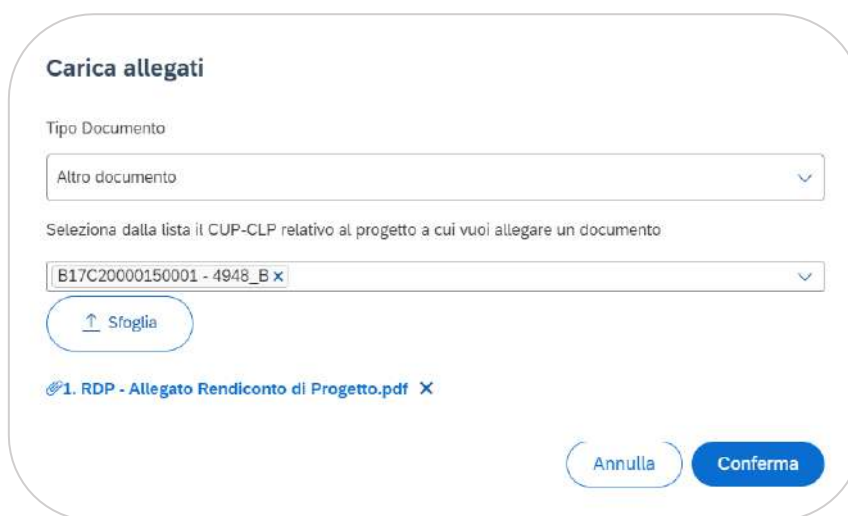 Carica allegati
Tipo Documento
Altro documento
Seleziona dalla lista il CUP-CLP relativo al progetto a cui vuoi allegare un documento
B17C20000150001 - 4948_B ×
Sfoglia
1. RDP - Allegato Rendiconto di Progetto.pdf ×
Annulla Conferma